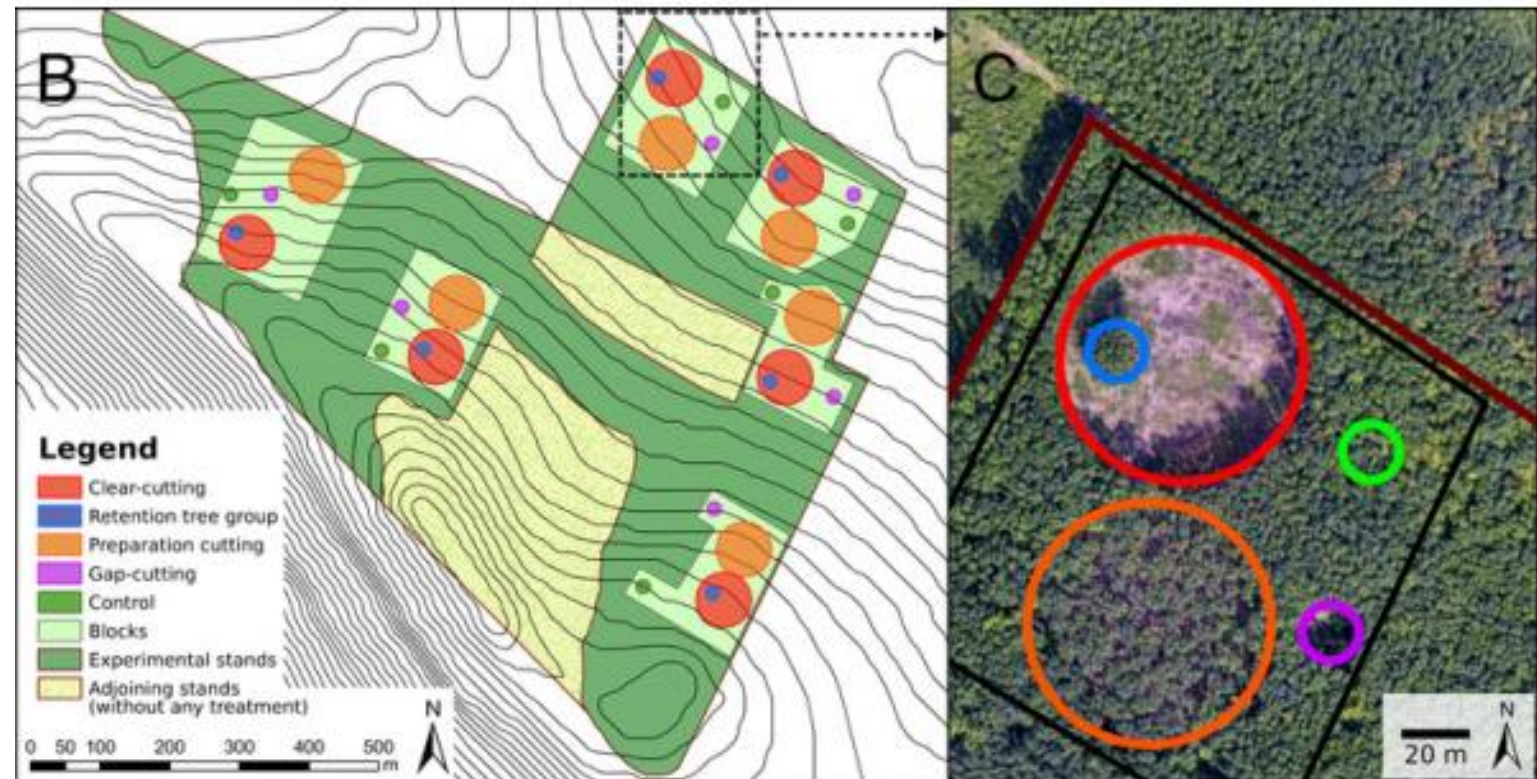 B
C
Legend
Clear-cutting
Retention tree group
Preparation cutting
Gap-cutting
Control
Blocks
Experimental stands
Adjoining stands
(without any treatment)
N
0 50 100 200 300 400 500
m
N
20 m